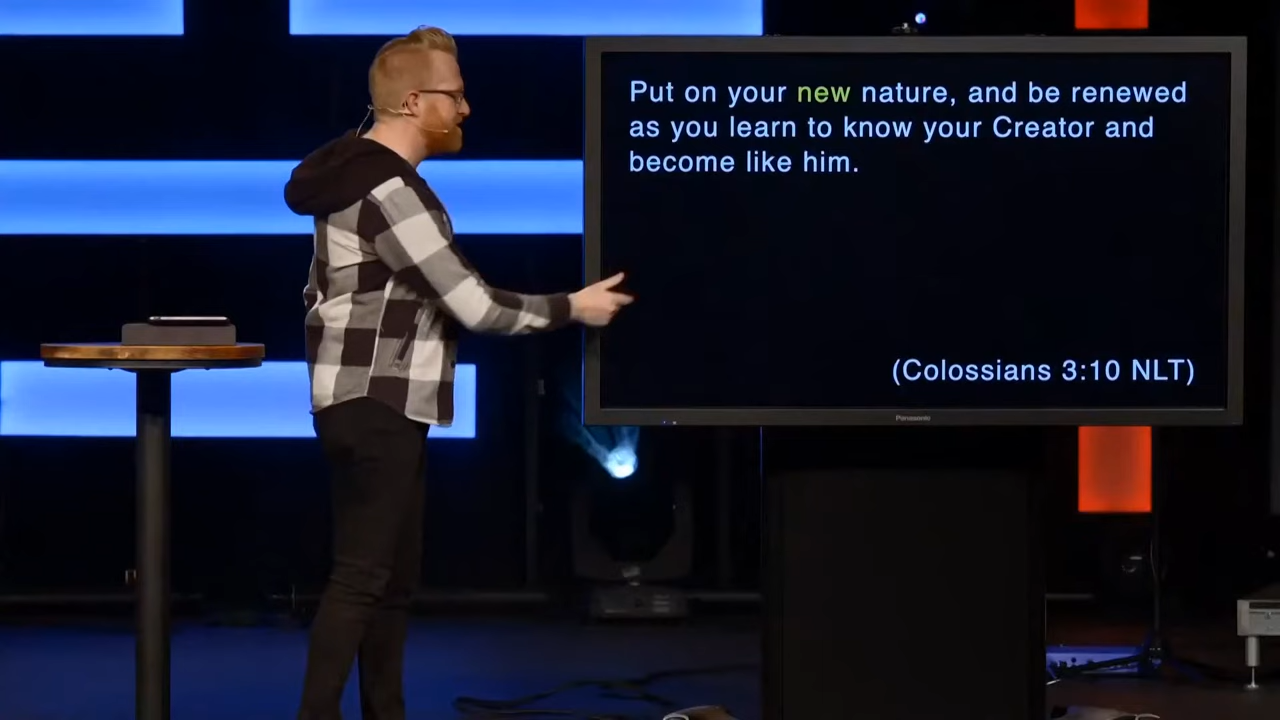 Put on your new nature, and be renewed
as you learn to know your Creator and
become like him.
(Colossians 3:10 NLT)
Panasonic